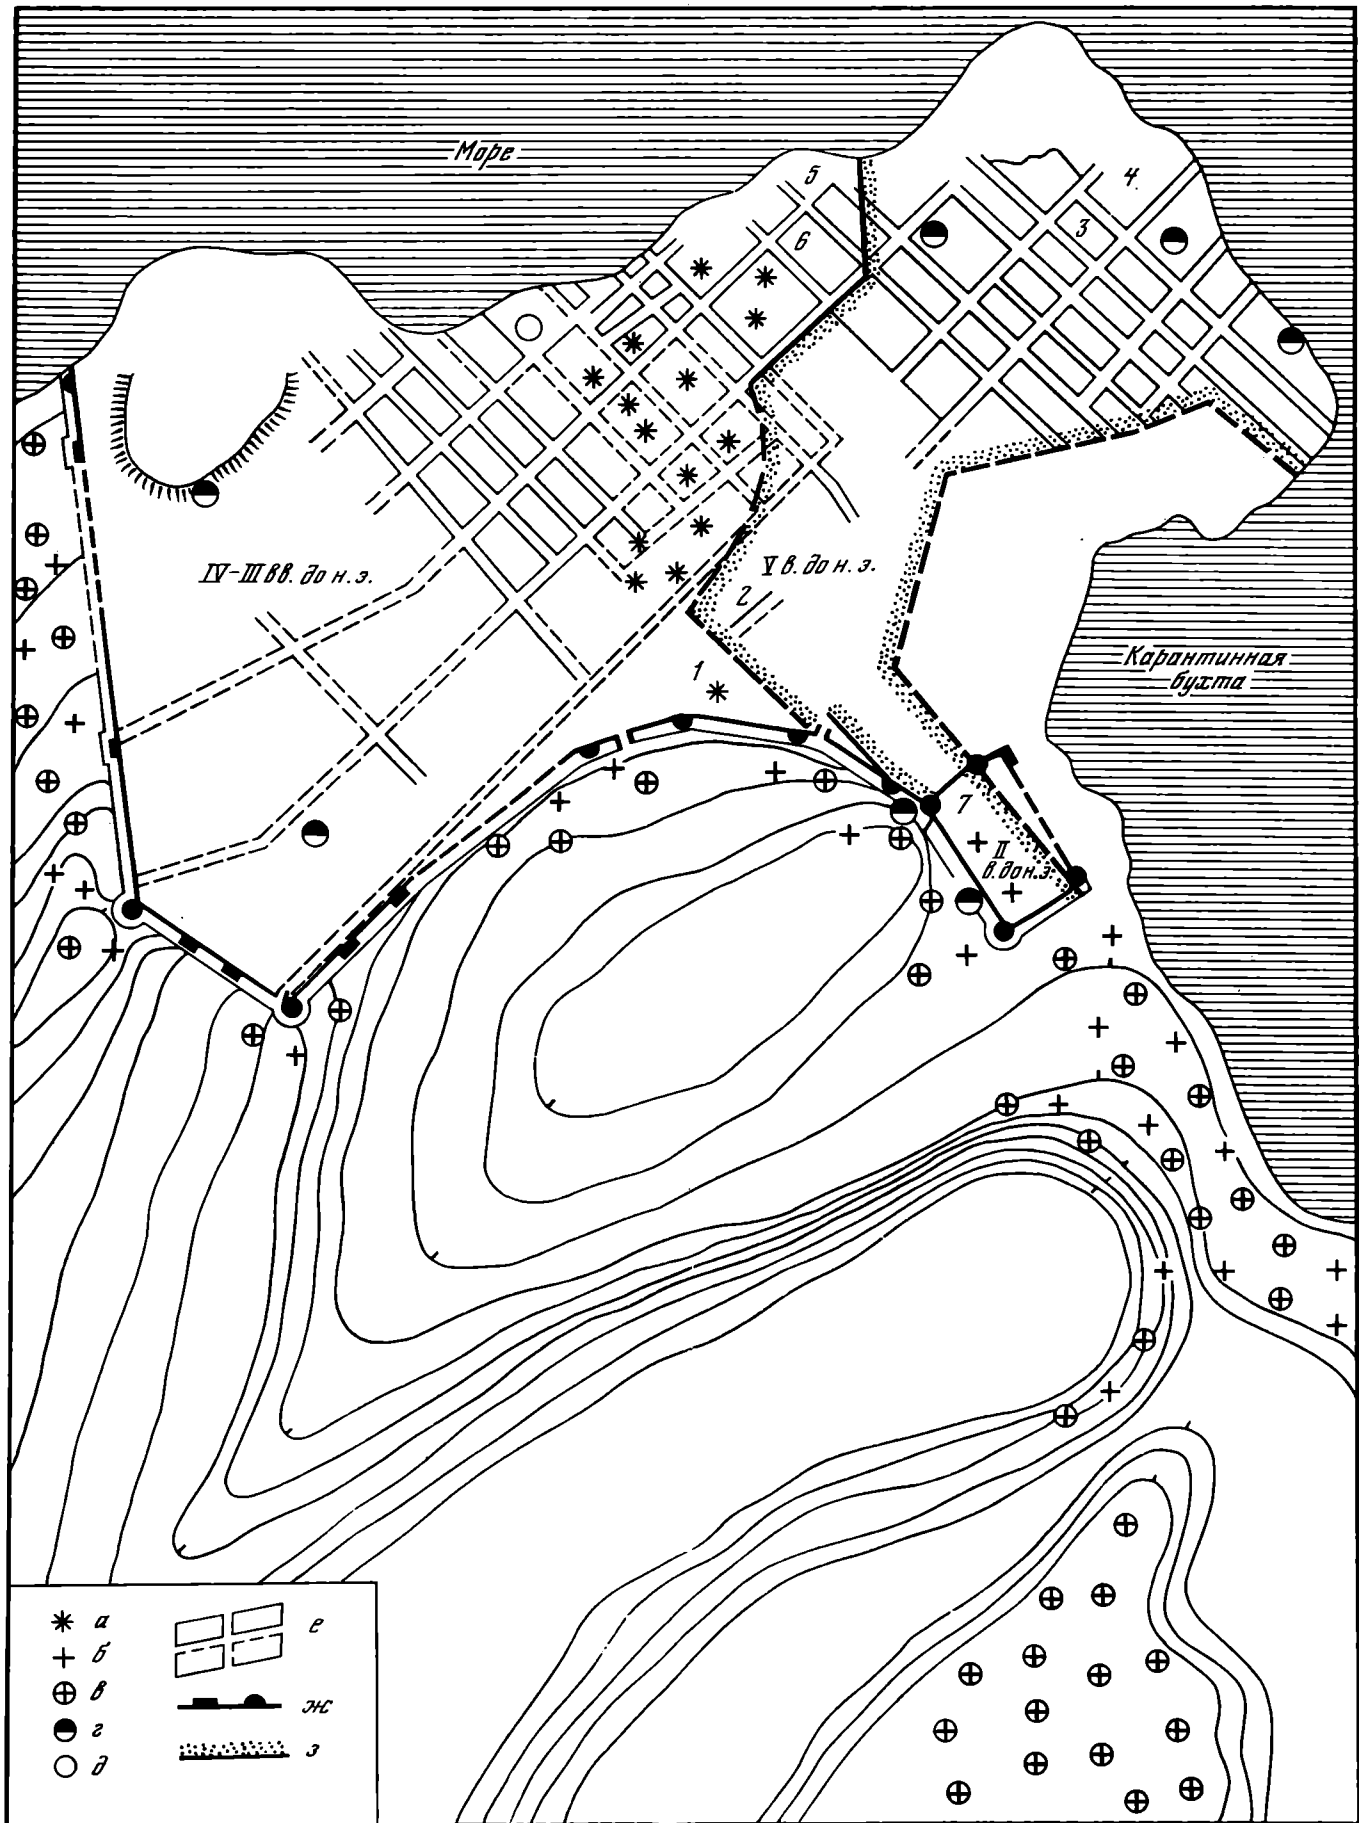 Море
5
4.
3
6
IV–III вв. до н. э.
V в. до н. э.
2
1
Карантинная
бухта
7
II
в. до н. э.
а
б
в
г
д
е
ж
з